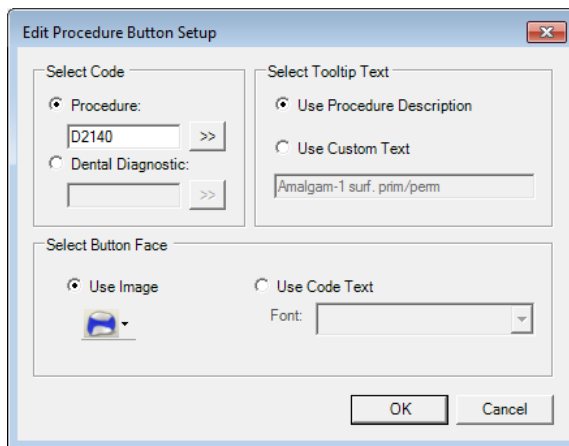 Edit Procedure Button Setup
Select Code
Procedure:
D2140
>>
Dental Diagnostic:
>>
Select Tooltip Text
Use Procedure Description
Use Custom Text
Amalgam-1 surf. prim/perm
Select Button Face
Use Image
Use Code Text
Font:
OK
Cancel